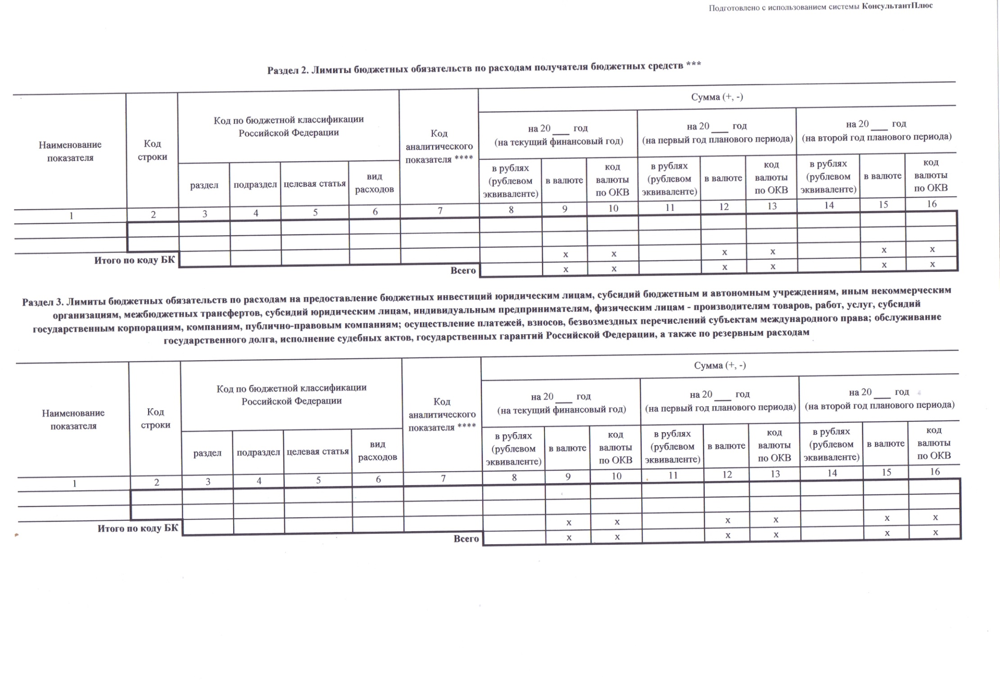 Подготовлено с использованием системы КонсультантПлюс
Раздел 2. Лимиты бюджетных обязательств по расходам получателя бюджетных средств ***
Наименование показателя
Код строки
Код по бюджетной классификации
Российской Федерации
Код аналитического показателя ****
Сумма (+, -)
на 20 ___ год
(на текущий финансовый год)
на 20 ___ год
(на первый год планового периода)
на 20 ___ год
(на второй год планового периода)
раздел
подраздел
целевая статья
вид расходов
в рублях (рублевом эквиваленте)
в валюте
код валюты по ОКВ
в рублях (рублевом эквиваленте)
в валюте
код валюты по ОКВ
в рублях (рублевом эквиваленте)
в валюте
код валюты по ОКВ
1 2 3 4 5 6 7 8 9 10 11 12 13 14 15 16
Итого по коду БК x x x x x x
Всего x x x x x x
Раздел 3. Лимиты бюджетных обязательств по расходам на предоставление бюджетных инвестиций юридическим лицам, субсидий бюджетным и автономным учреждениям, иным некоммерческим
организациям, межбюджетных трансфертов, субсидий юридическим лицам, индивидуальным предпринимателям, физическим лицам - производителям товаров, работ, услуг, субсидий
государственным корпорациям, компаниям, публично-правовым компаниям; осуществление платежей, взносов, безвозмездных перечислений субъектам международного права; обслуживание
государственного долга, исполнение судебных актов, государственных гарантий Российской Федерации, а также по резервным расходам
Наименование показателя
Код строки
Код по бюджетной классификации
Российской Федерации
Код аналитического показателя ****
Сумма (+, -)
на 20 ___ год
(на текущий финансовый год)
на 20 ___ год
(на первый год планового периода)
на 20 ___ год
(на второй год планового периода)
раздел
подраздел
целевая статья
вид расходов
в рублях (рублевом эквиваленте)
в валюте
код валюты по ОКВ
в рублях (рублевом эквиваленте)
в валюте
код валюты по ОКВ
в рублях (рублевом эквиваленте)
в валюте
код валюты по ОКВ
1 2 3 4 5 6 7 8 9 10 11 12 13 14 15 16
Итого по коду БК x x x x x x
Всего x x x x x x